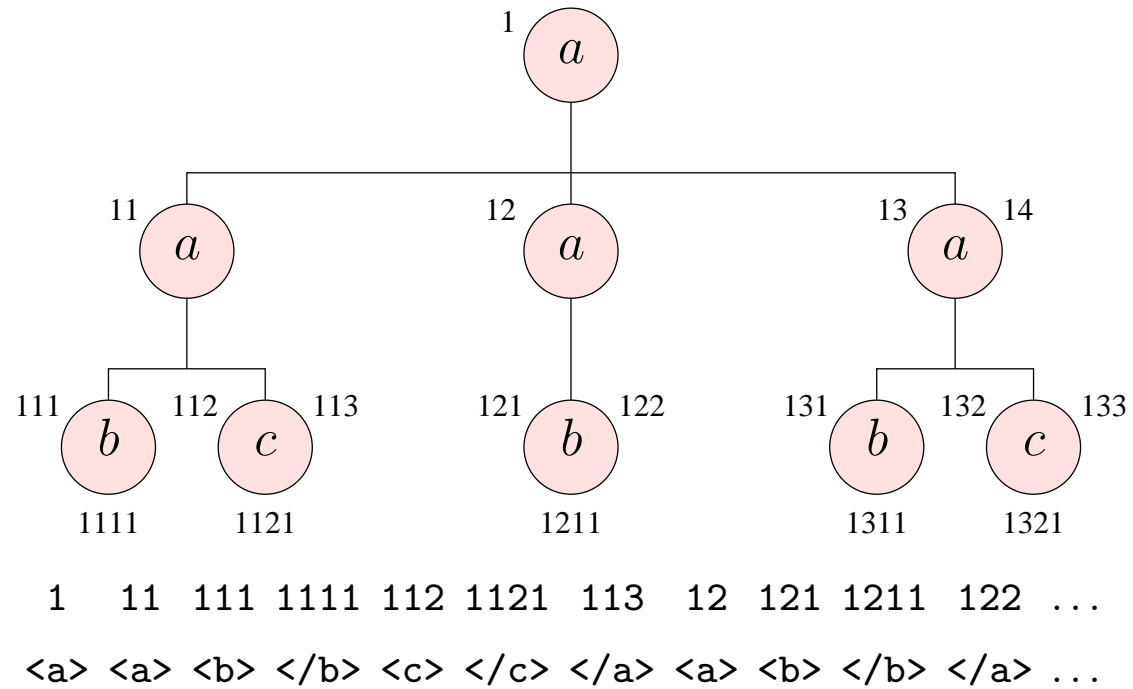 1
a
11 12 13 14
a a a
111 112 113 121 122 131 132 133
b c b b c
1111 1121 1211 1311 1321
1 11 111 1111 112 1121 113 12 121 1211 122 ...
<a> <a> <b> </b> <c> </c> </a> <a> <b> </b> </a> ...